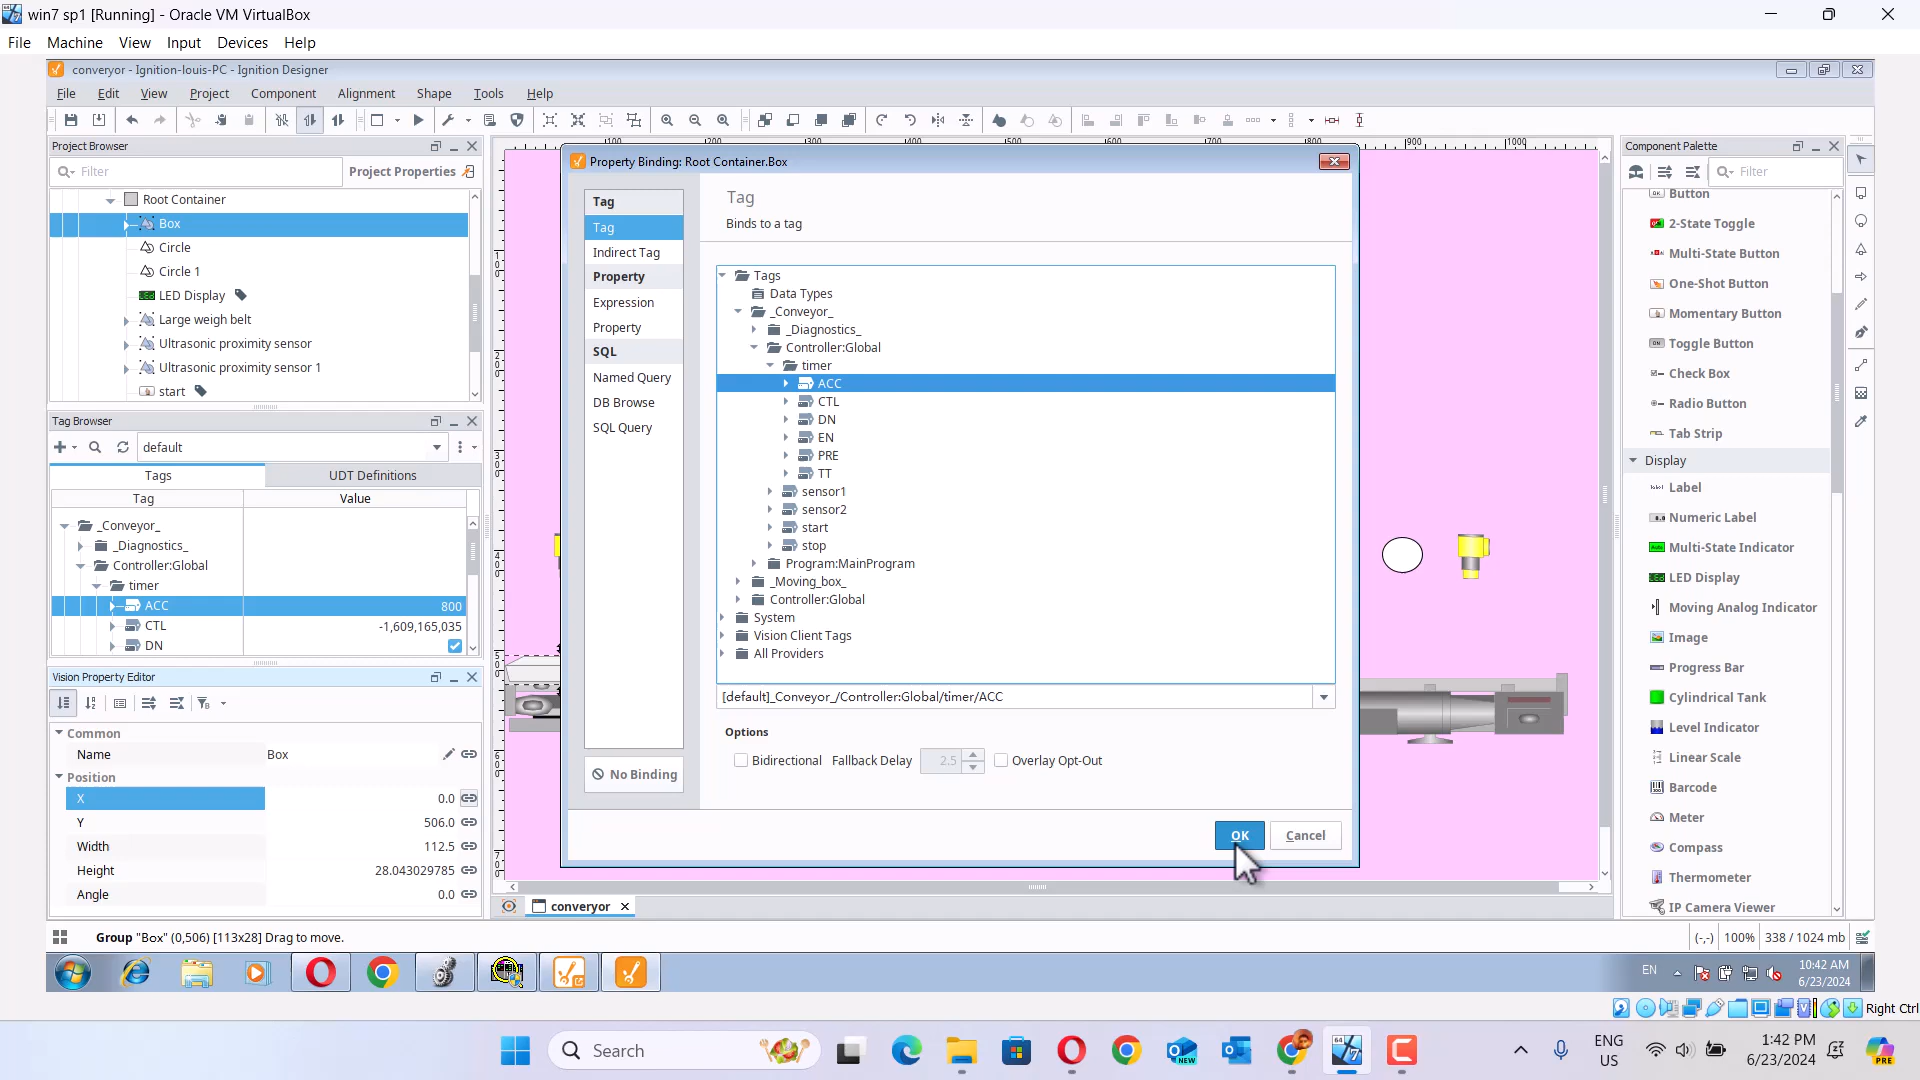 win7 sp1 [Running] - Oracle VM VirtualBox
File Machine View Input Devices Help
converyor - Ignition-louis-PC - Ignition Designer
File Edit View Project Component Alignment Shape Tools Help
Project Browser
Filter
Project Properties
Root Container
Box
Circle
Circle 1
LED Display
Large weigh belt
Ultrasonic proximity sensor
Ultrasonic proximity sensor 1
start
Tag Browser
default
Tags UDT Definitions
Tag Value
_Conveyor_
_Diagnostics_
Controller:Global
timer
ACC 800
CTL -1,609,165,035
DN
Vision Property Editor
Common
Name Box
Position
X 0.0
Y 506.0
Width 112.5
Height 28.043029785
Angle 0.0
Group "Box" (0,506) [113x28] Drag to move.
100 200 300 400 500 600 700 800 900 1000
Property Binding: Root Container.Box
Tag
Tag
Indirect Tag
Property
Expression
Property
SQL
Named Query
DB Browse
SQL Query
No Binding
Tag
Binds to a tag
Tags
Data Types
_Conveyor_
_Diagnostics_
Controller:Global
timer
ACC
CTL
DN
EN
PRE
TT
sensor1
sensor2
start
stop
Program:MainProgram
_Moving_box_
Controller:Global
System
Vision Client Tags
All Providers
[default]_Conveyor_/Controller:Global/timer/ACC
Options
Bidirectional Fallback Delay 2.5 Overlay Opt-Out
OK Cancel
converyor
Component Palette
Filter
Button
2-State Toggle
Multi-State Button
One-Shot Button
Momentary Button
Toggle Button
Check Box
Radio Button
Tab Strip
Display
Label
Numeric Label
Multi-State Indicator
LED Display
Moving Analog Indicator
Image
Progress Bar
Cylindrical Tank
Level Indicator
Linear Scale
Barcode
Meter
Compass
Thermometer
IP Camera Viewer
(-,-) 100% 338 / 1024 mb
EN
10:42 AM
6/23/2024
Right Ctrl
Search
ENG
US
1:42 PM
6/23/2024